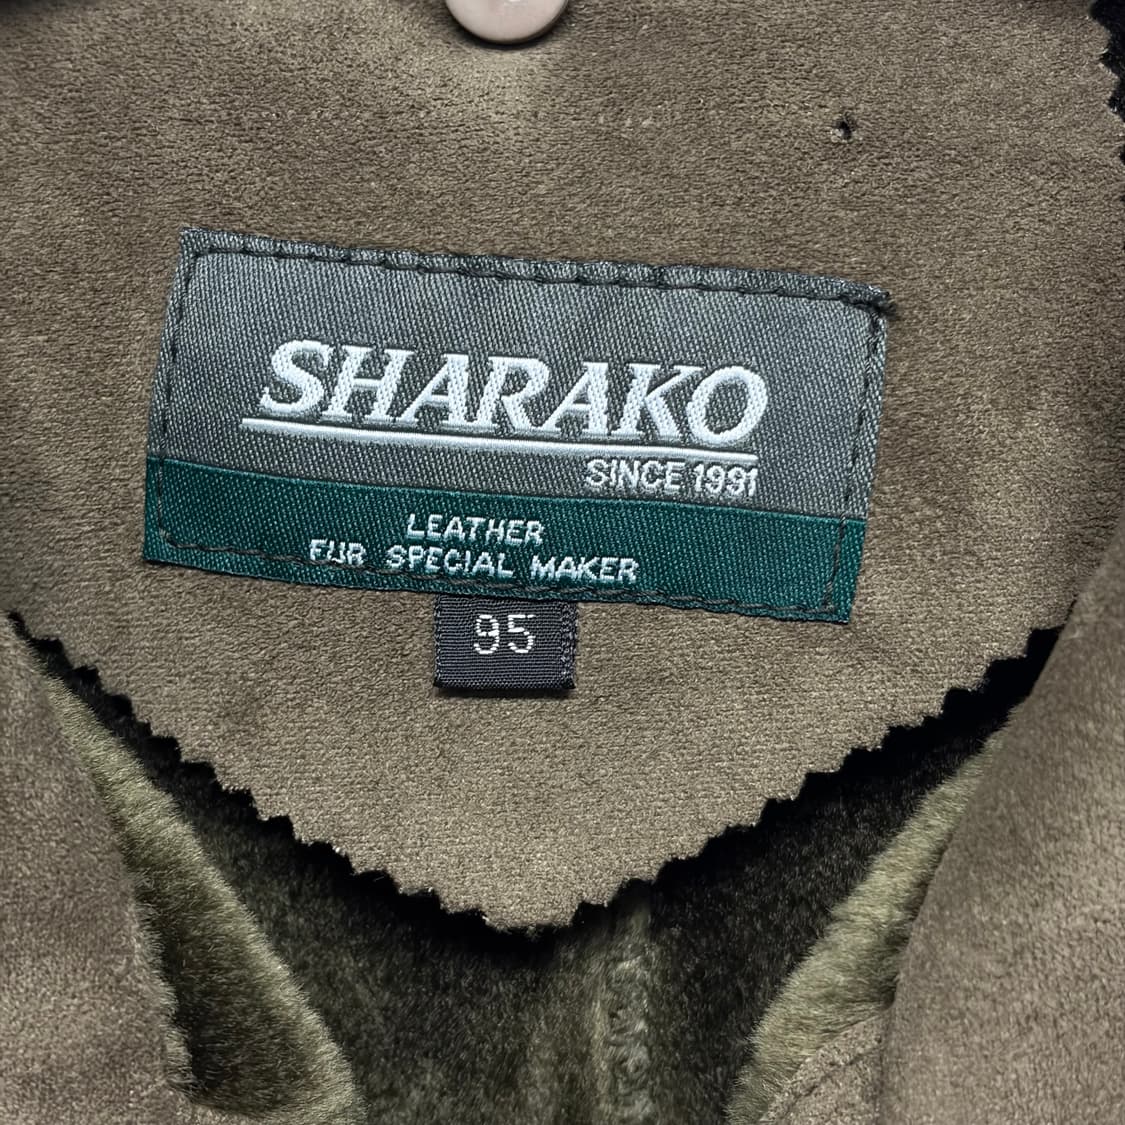 SHARAKO
SINCE 1991
LEATHER
FUR SPECIAL MAKER
95